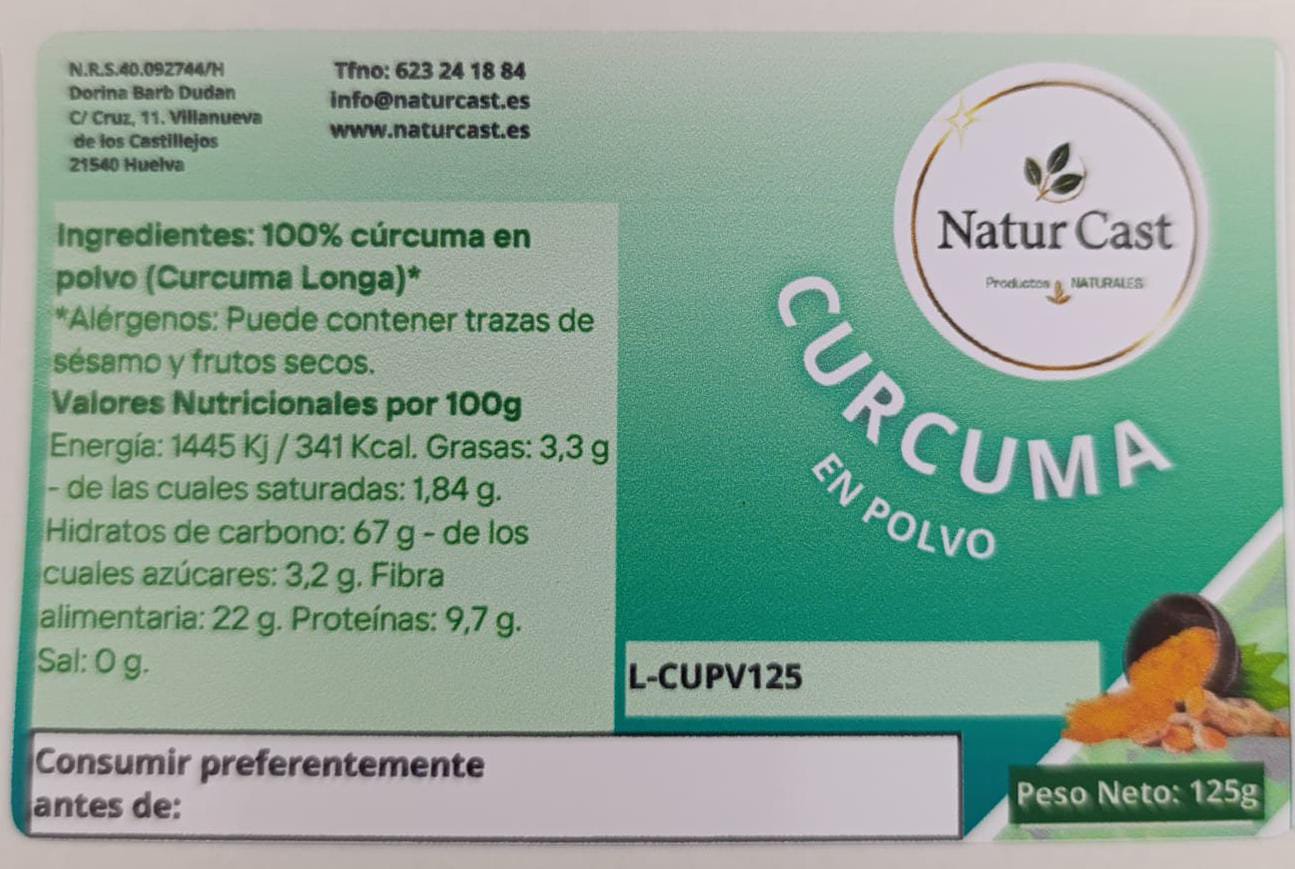 N.R.S.40.092744/H
Dorina Barb Dudan
C/ Cruz, 11. Villanueva
de los Castillejos
21540 Huelva
Tfno: 623 24 18 84
info@naturcast.es
www.naturcast.es
Natur Cast
Productos NATURALES
CURCUMA
EN POLVO
Ingredientes: 100% cúrcuma en
polvo (Curcuma Longa)*
*Alérgenos: Puede contener trazas de
sésamo y frutos secos.
Valores Nutricionales por 100g
Energía: 1445 Kj / 341 Kcal. Grasas: 3,3 g
- de las cuales saturadas: 1,84 g.
Hidratos de carbono: 67 g - de los
cuales azúcares: 3,2 g. Fibra
alimentaria: 22 g. Proteínas: 9,7 g.
Sal: 0 g.
L-CUPV125
Consumir preferentemente
antes de:
Peso Neto: 125g